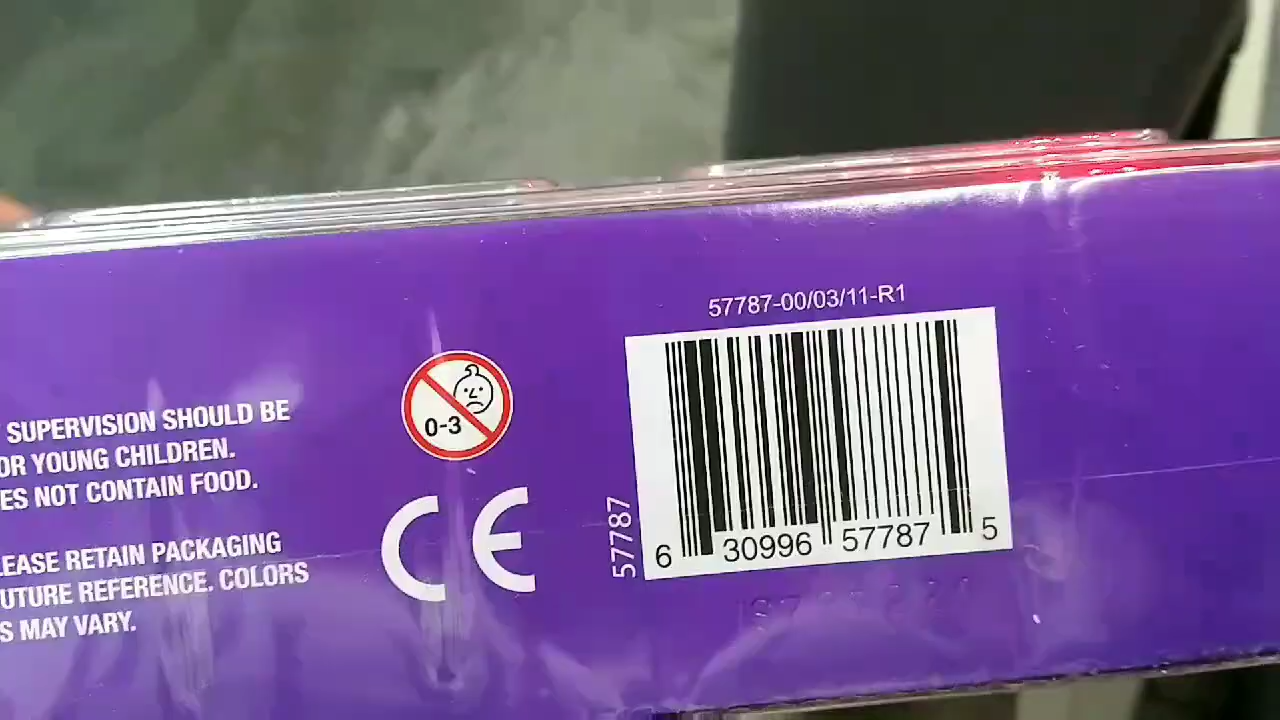 SUPERVISION SHOULD BE
OR YOUNG CHILDREN.
ES NOT CONTAIN FOOD.
LEASE RETAIN PACKAGING
UTURE REFERENCE. COLORS
S MAY VARY.
0-3
CE
57787-00/03/11-R1
57787
6 30996 57787 5